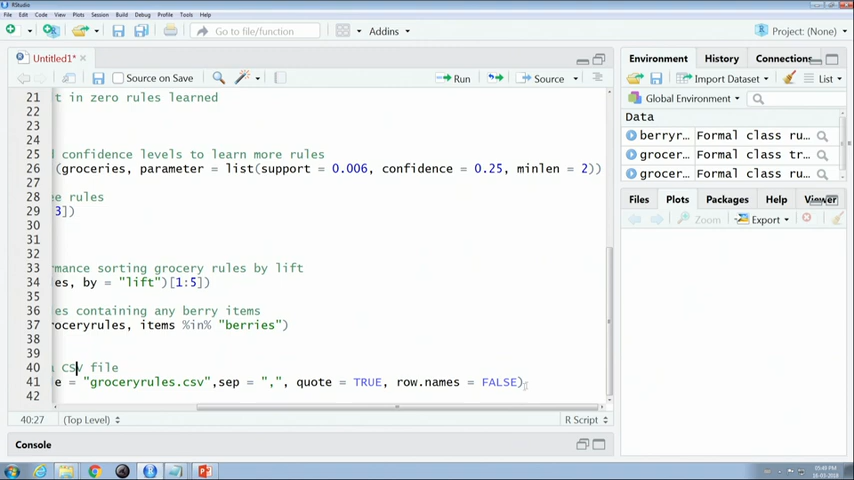 RStudio
File Edit Code View Plots Session Build Debug Profile Tools Help
Go to file/function
Addins
Project: (None)
Untitled1*
Source on Save
Run
Source
21 t in zero rules learned
22
23
24
25 d confidence levels to learn more rules
26 (groceries, parameter = list(support = 0.006, confidence = 0.25, minlen = 2))
27
28 e rules
29 3])
30
31
32
33 rmance sorting grocery rules by lift
34 es, by = "lift")[1:5])
35
36 es containing any berry items
37 roceryrules, items %in% "berries")
38
39
40 CSV file
41 e = "groceryrules.csv",sep = ",", quote = TRUE, row.names = FALSE)
42
40:27
(Top Level)
R Script
Console
Environment
History
Connections
Import Dataset
List
Global Environment
Data
berryr… Formal class ru…
grocer… Formal class tr…
grocer… Formal class ru…
Files
Plots
Packages
Help
Viewer
Zoom
Export